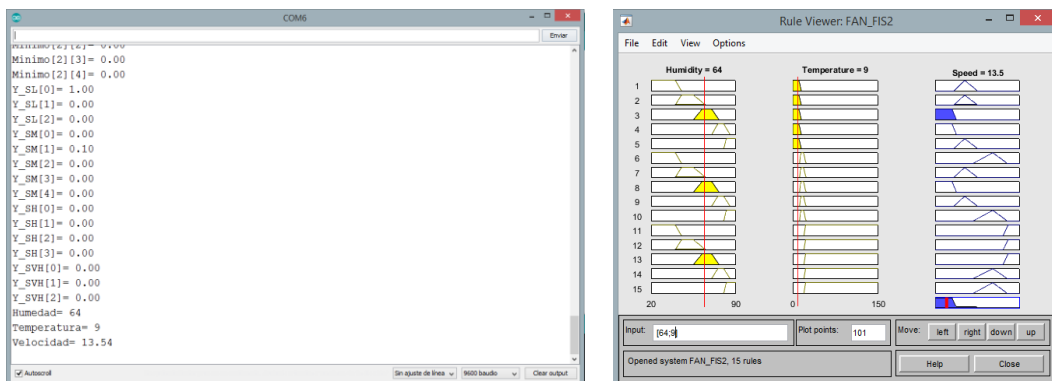 COM6
Enviar
Minimo[2][2]= 0.00
Minimo[2][3]= 0.00
Minimo[2][4]= 0.00
Y_SL[0]= 1.00
Y_SL[1]= 0.00
Y_SL[2]= 0.00
Y_SM[0]= 0.00
Y_SM[1]= 0.10
Y_SM[2]= 0.00
Y_SM[3]= 0.00
Y_SM[4]= 0.00
Y_SH[0]= 0.00
Y_SH[1]= 0.00
Y_SH[2]= 0.00
Y_SH[3]= 0.00
Y_SVH[0]= 0.00
Y_SVH[1]= 0.00
Y_SVH[2]= 0.00
Humedad= 64
Temperatura= 9
Velocidad= 13.54
Autoscroll
Sin ajuste de línea
9600 baudio
Clear output
Rule Viewer: FAN_FIS2
File Edit View Options
Humidity = 64
Temperature = 9
Speed = 13.5
1
2
3
4
5
6
7
8
9
10
11
12
13
14
15
20 90
0 150
Input: [64;9]
Plot points: 101
Move: left right down up
Opened system FAN_FIS2, 15 rules
Help
Close